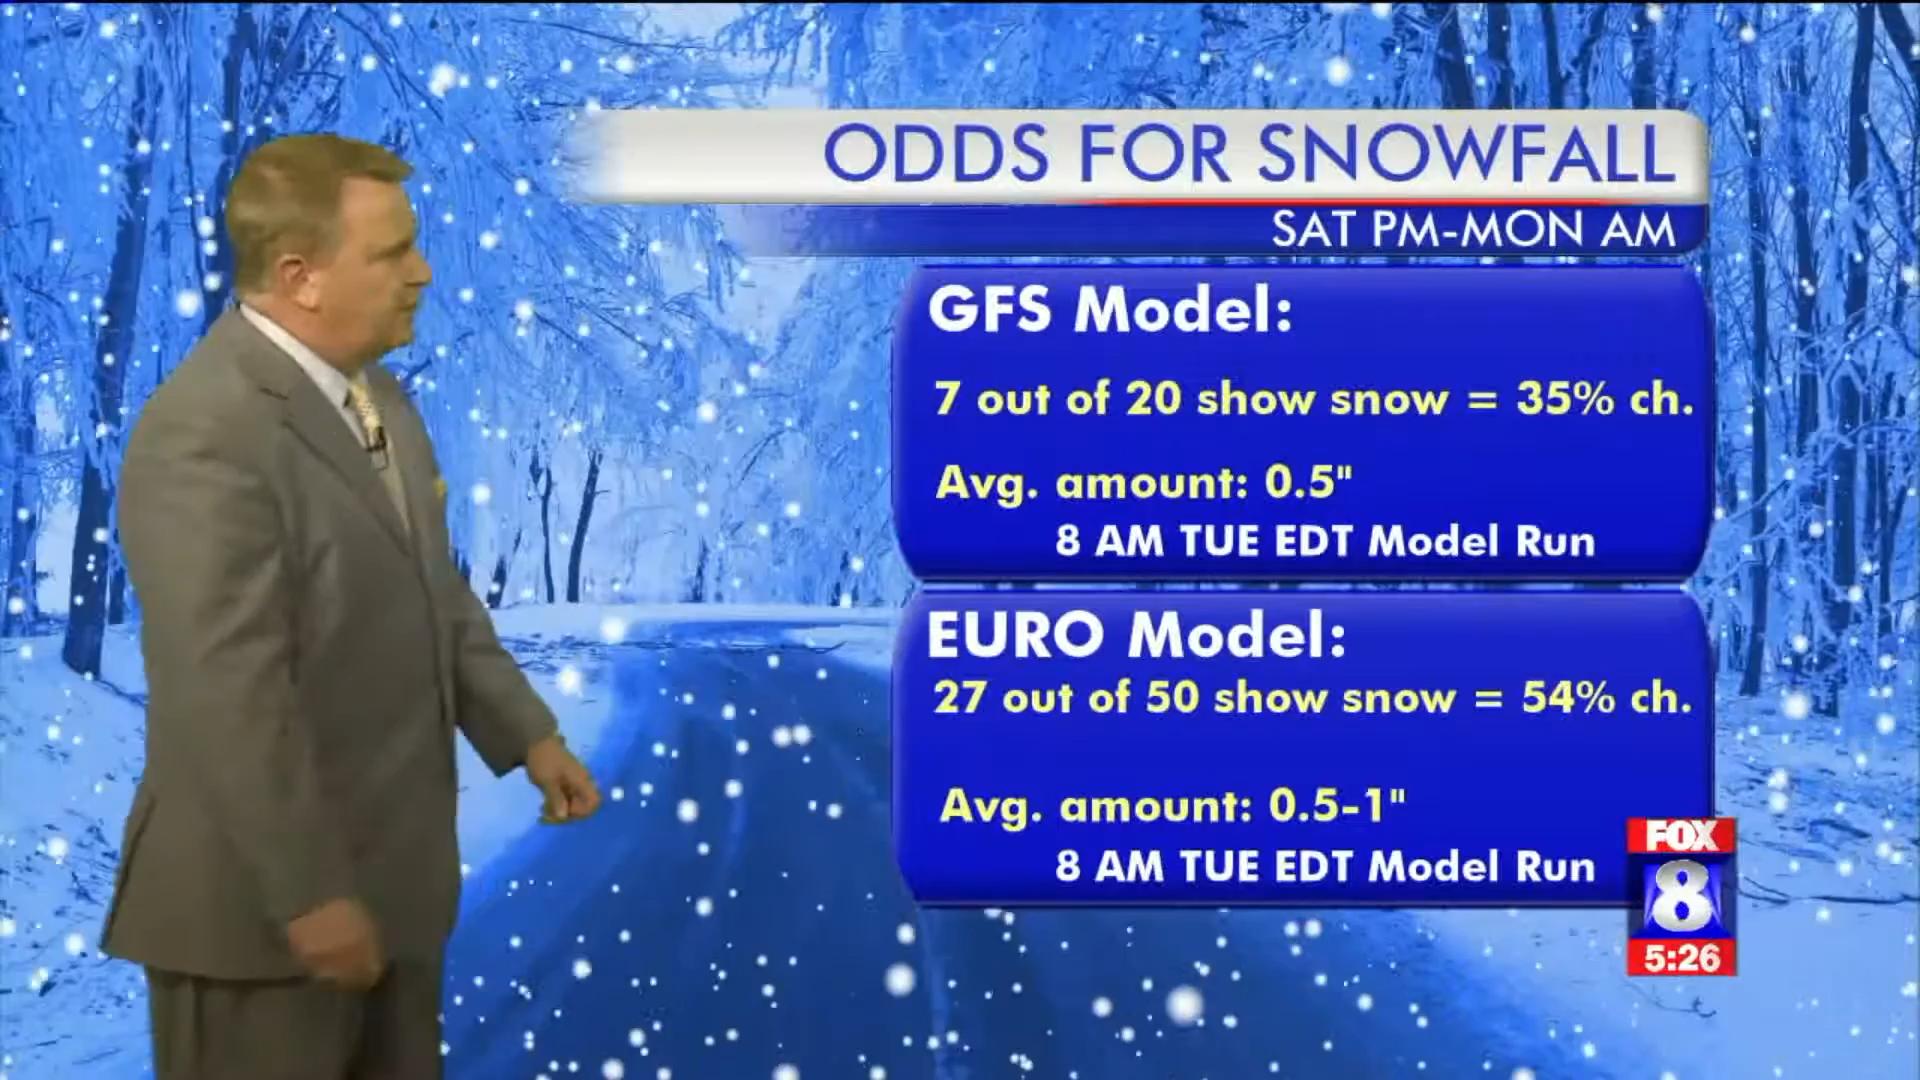 ODDS FOR SNOWFALL
SAT PM-MON AM
GFS Model:
7 out of 20 show snow = 35% ch.
Avg. amount: 0.5"
8 AM TUE EDT Model Run
EURO Model:
27 out of 50 show snow = 54% ch.
Avg. amount: 0.5-1"
8 AM TUE EDT Model Run
FOX
8
5:26